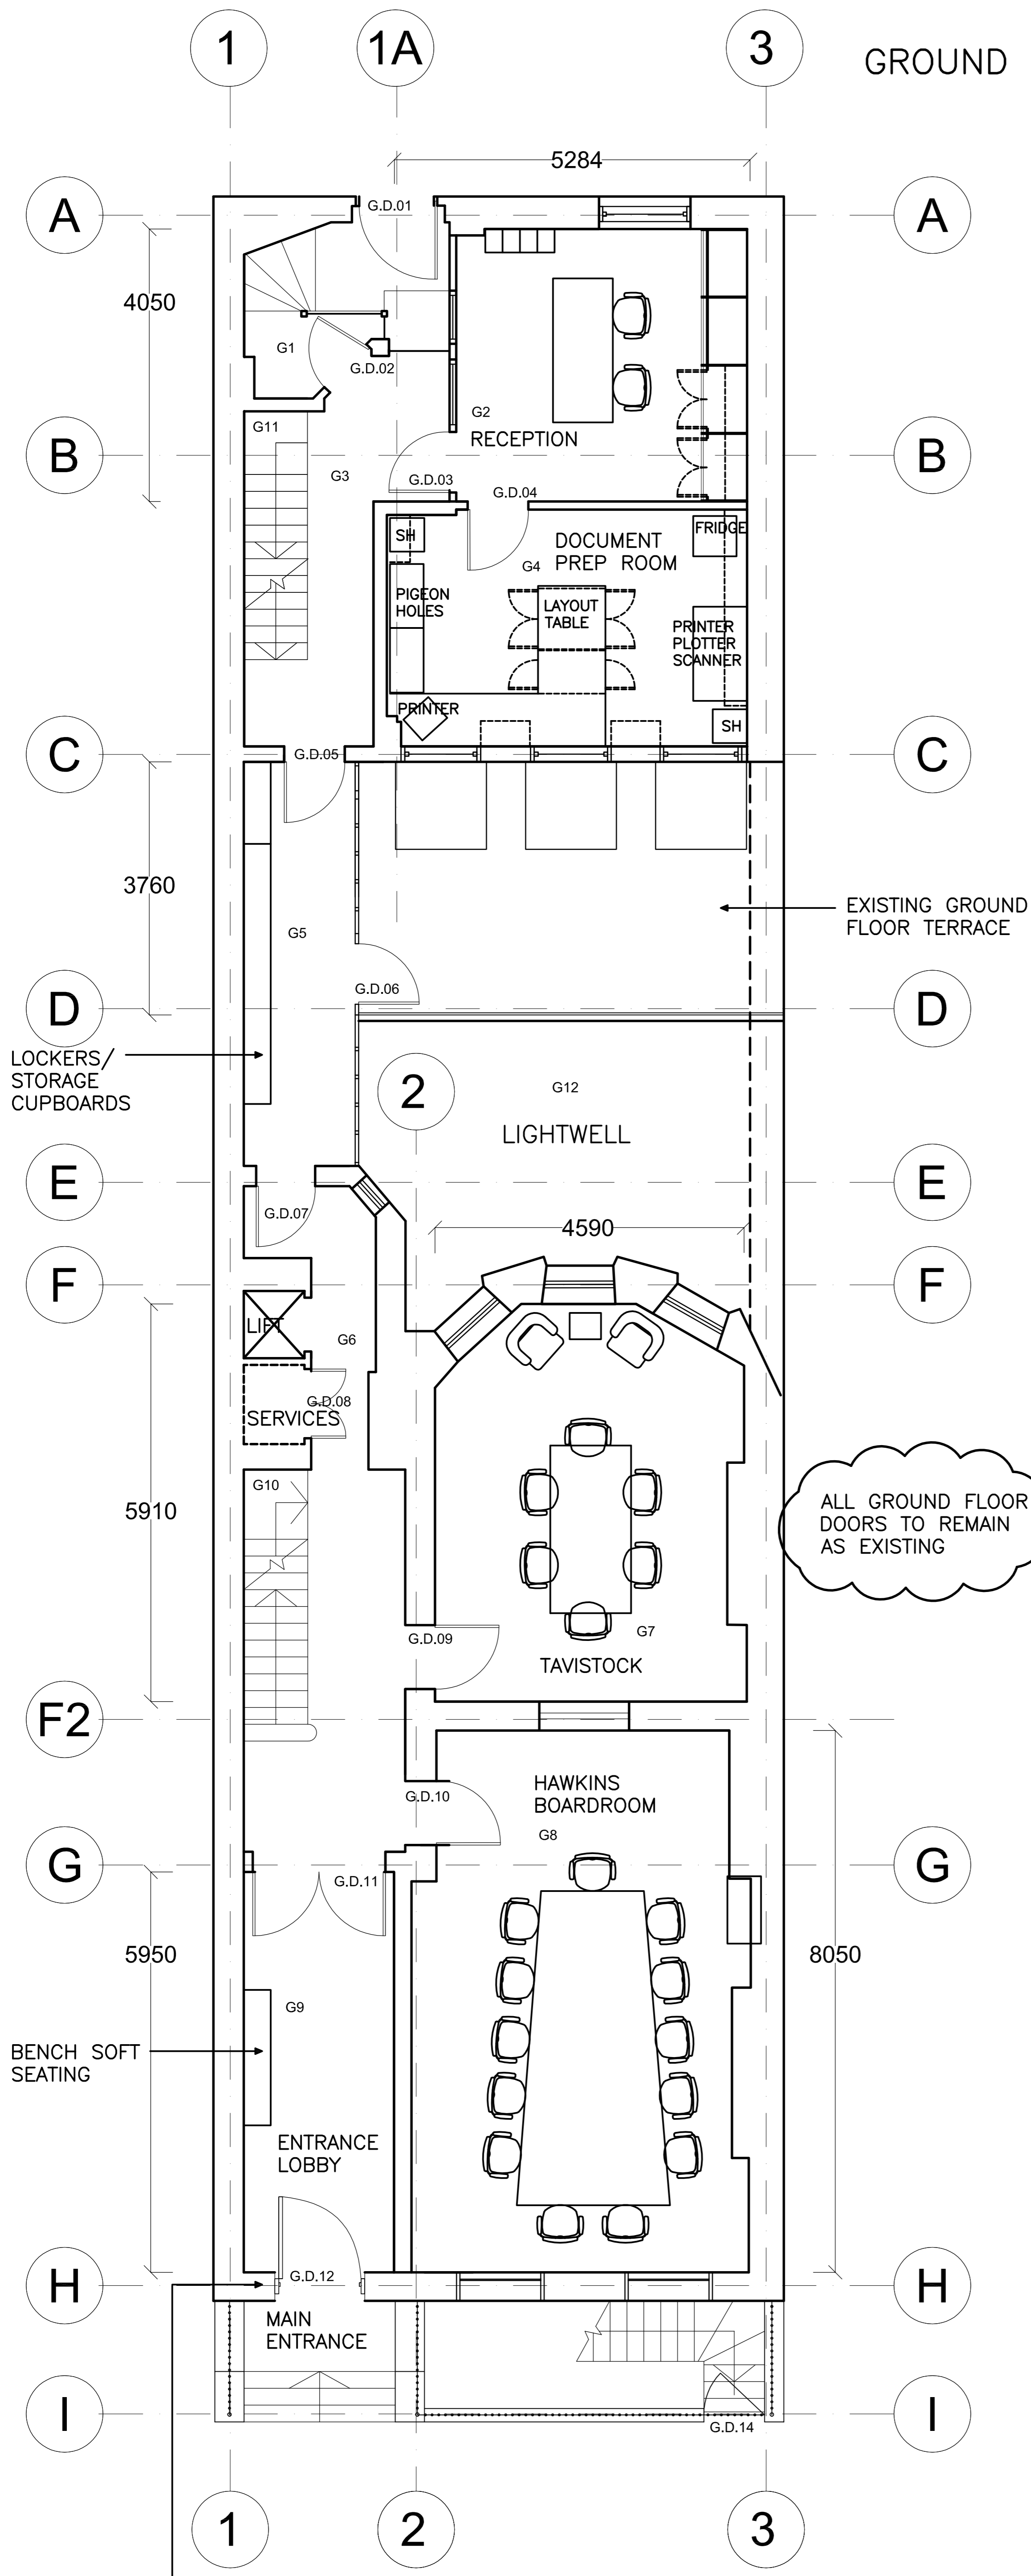 1
1A
3
GROUND
5284
G.D.01
A
A
4050
G1
G.D.02
G2
RECEPTION
G11
B
B
G3
G.D.03
G.D.04
SH
DOCUMENT
PREP ROOM
FRIDGE
G4
PIGEON
HOLES
LAYOUT
TABLE
PRINTER
PLOTTER
SCANNER
PRINTER
SH
C
G.D.05
C
3760
G5
EXISTING GROUND
FLOOR TERRACE
G.D.06
D
D
LOCKERS/
STORAGE
CUPBOARDS
2
G12
LIGHTWELL
E
E
G.D.07
4590
F
F
LIFT
G6
G.D.08
SERVICES
G10
5910
ALL GROUND FLOOR
DOORS TO REMAIN
AS EXISTING
G.D.09
G7
TAVISTOCK
F2
HAWKINS
BOARDROOM
G.D.10
G8
G
G
G.D.11
5950
8050
G9
BENCH SOFT
SEATING
ENTRANCE
LOBBY
H
G.D.12
H
MAIN
ENTRANCE
I
I
G.D.14
1
2
3